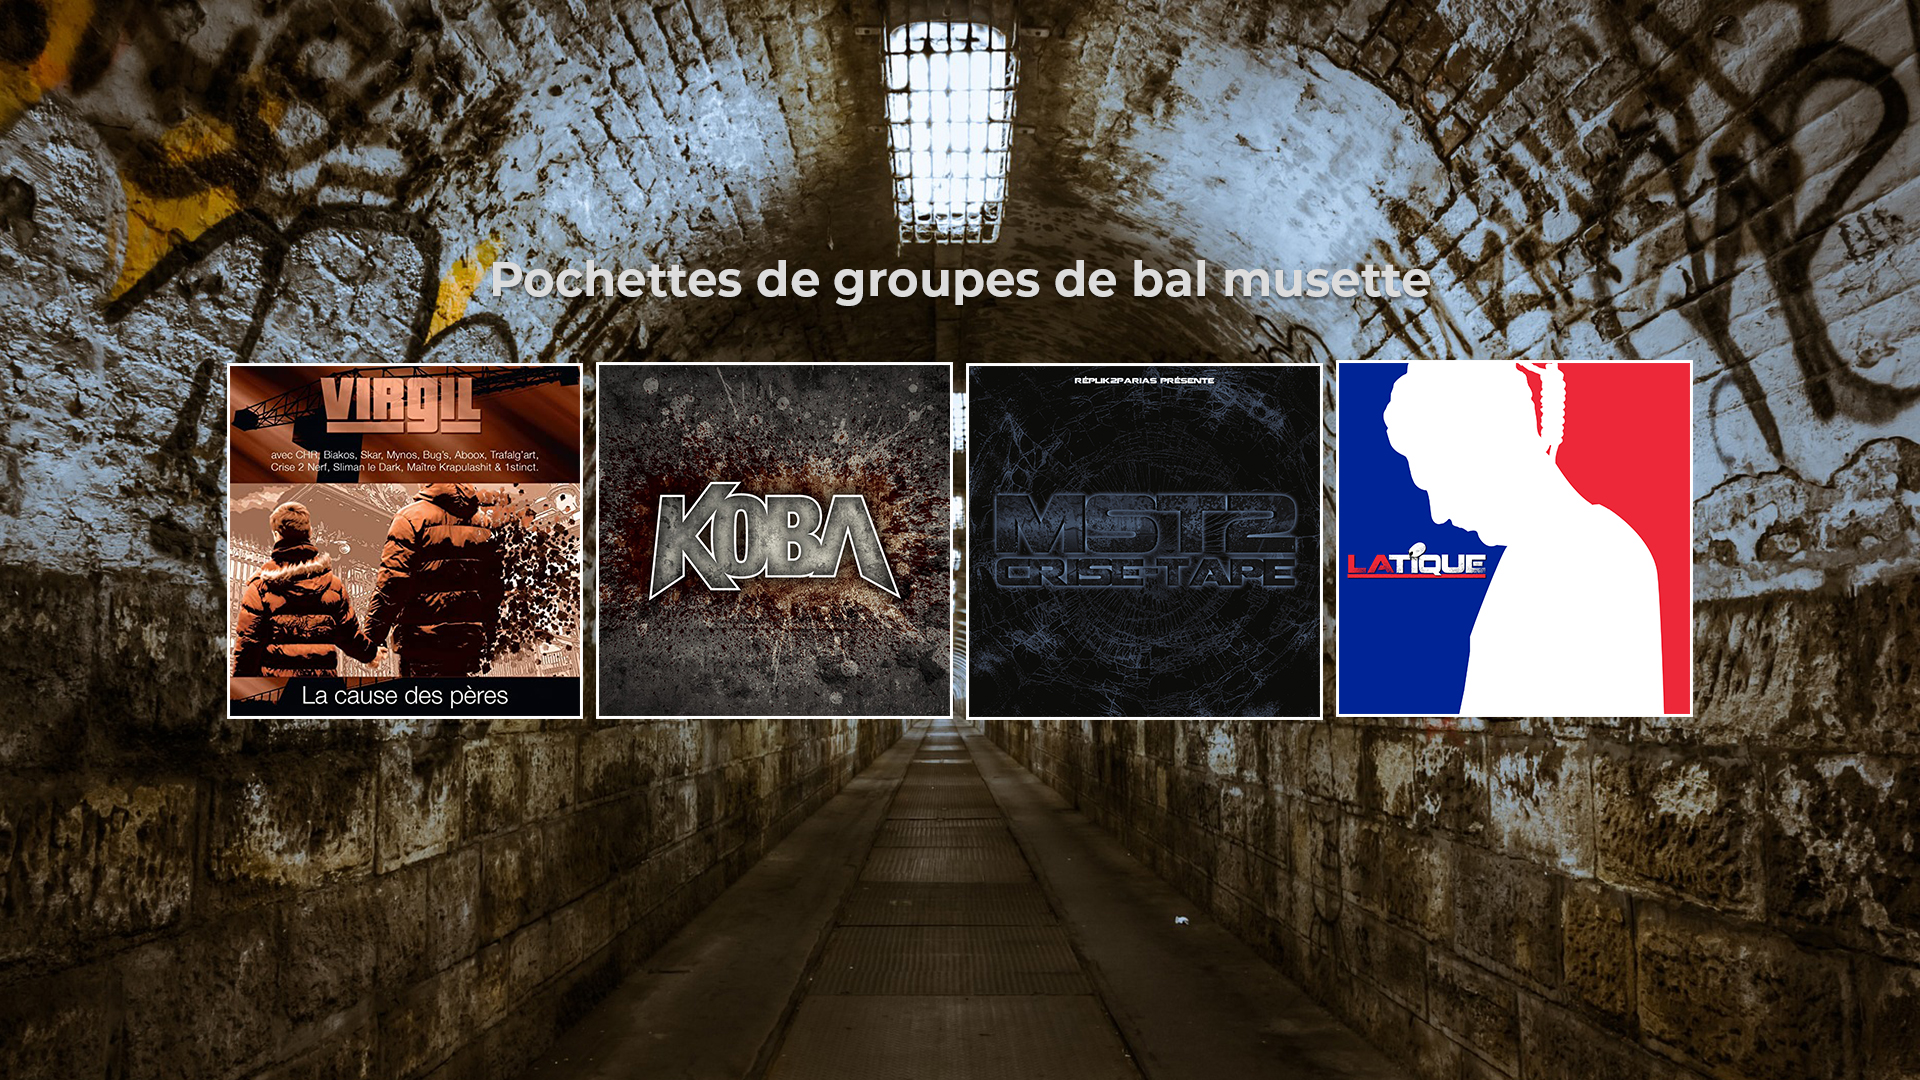 Pochettes de groupes de bal musette
VIRgIL
avec CHR, Biakos, Skar, Mynos, Bug's, Aboox, Trafalg'art,
Crise 2 Nerf, Sliman le Dark, Maître Krapulashit & 1stinct.
La cause des pères
KOBA
RÉPLIK2PARIAS PRÉSENTE
MST2
CRISE-TAPE
LATIQUE